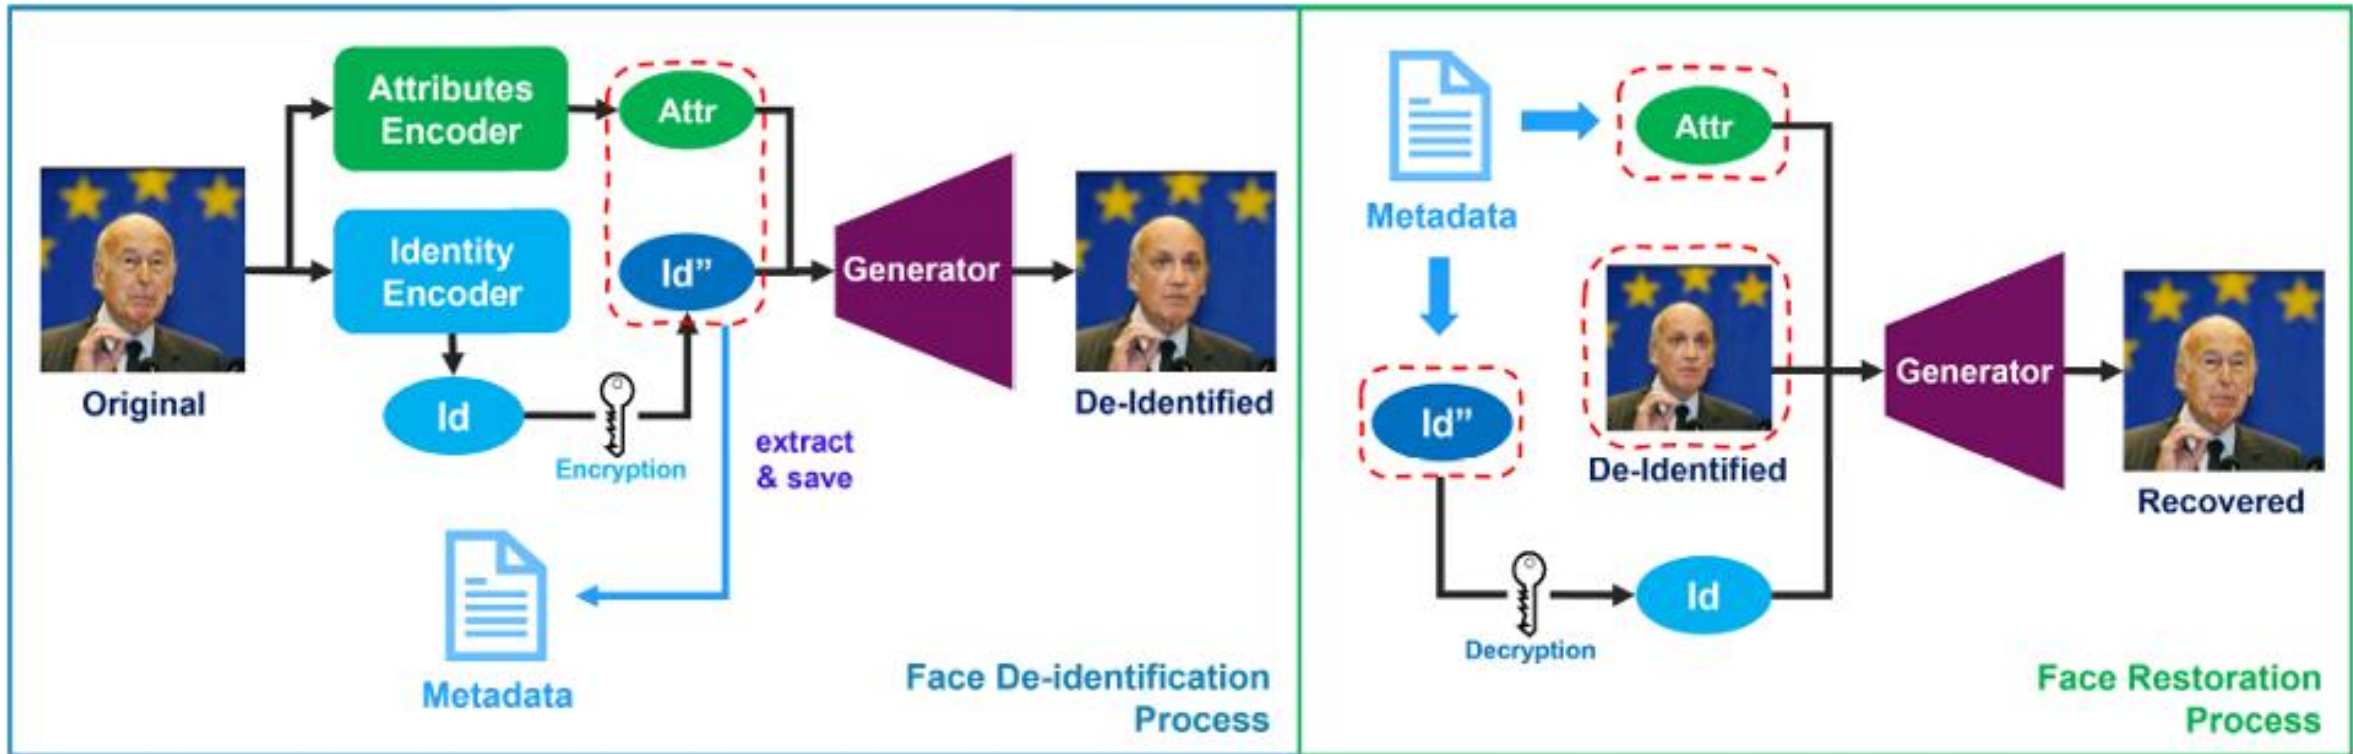 Attributes
Encoder
Attr
Original
Identity
Encoder
Id”
Id
Encryption
extract
& save
Metadata
Generator
De-Identified
Face De-identification
Process
Metadata
Attr
Id”
De-Identified
Decryption
Id
Generator
Recovered
Face Restoration
Process